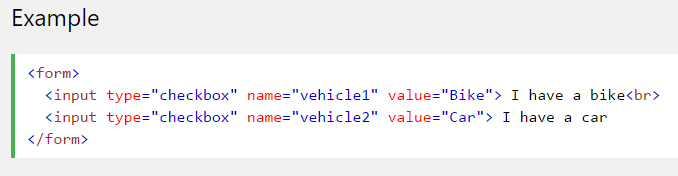 Example
<form>
  <input type="checkbox" name="vehicle1" value="Bike"> I have a bike<br>
  <input type="checkbox" name="vehicle2" value="Car"> I have a car
</form>